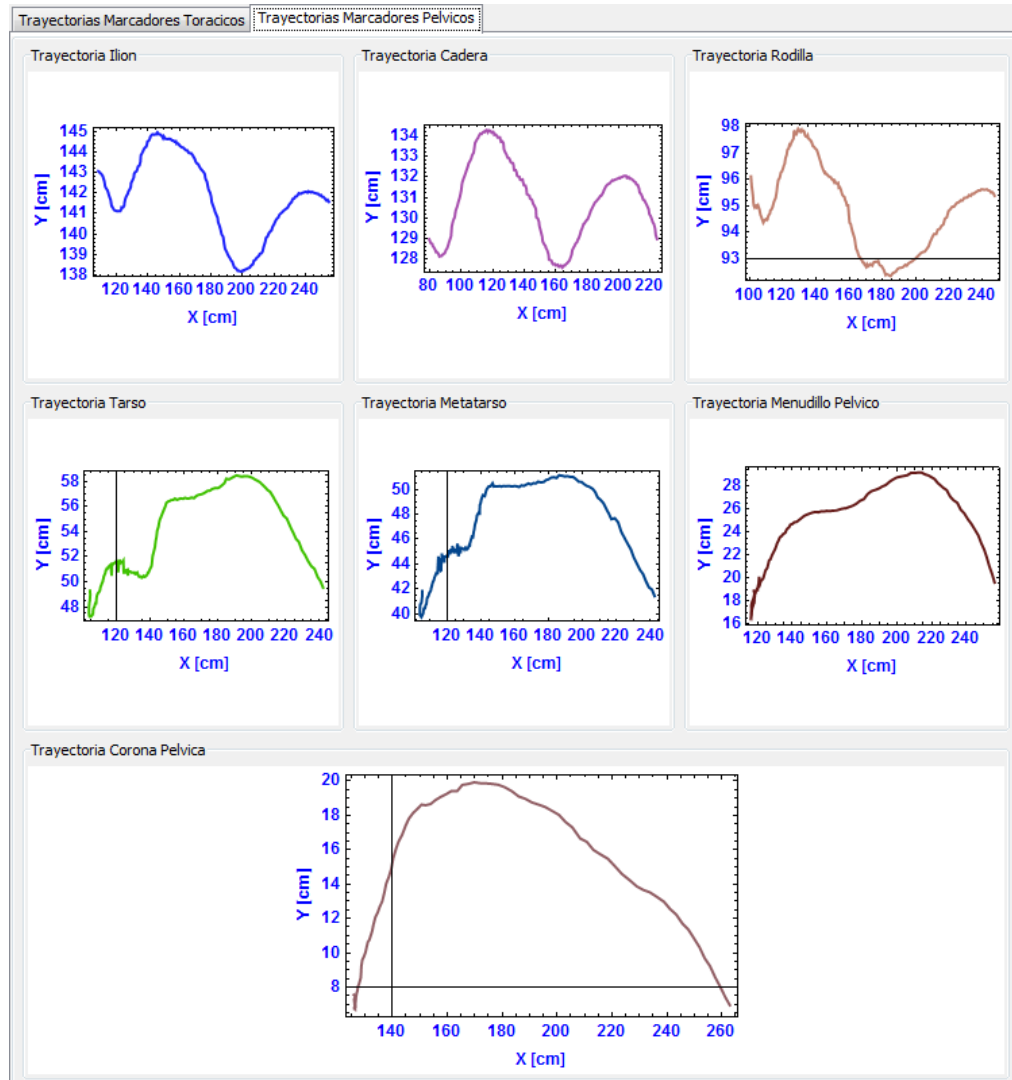 Trayectorias Marcadores Toracicos Trayectorias Marcadores Pelvicos
Trayectoria Ilion
145
144
143
142
141
140
139
138
Y [cm]
120 140 160 180 200 220 240
X [cm]
Trayectoria Cadera
134
133
132
131
130
129
128
Y [cm]
80 100 120 140 160 180 200 220
X [cm]
Trayectoria Rodilla
98
97
96
95
94
93
Y [cm]
100 120 140 160 180 200 220 240
X [cm]
Trayectoria Tarso
58
56
54
52
50
48
Y [cm]
120 140 160 180 200 220 240
X [cm]
Trayectoria Metatarso
50
48
46
44
42
40
Y [cm]
120 140 160 180 200 220 240
X [cm]
Trayectoria Menudillo Pelvico
28
26
24
22
20
18
16
Y [cm]
120 140 160 180 200 220 240
X [cm]
Trayectoria Corona Pelvica
20
18
16
14
12
10
8
Y [cm]
140 160 180 200 220 240 260
X [cm]